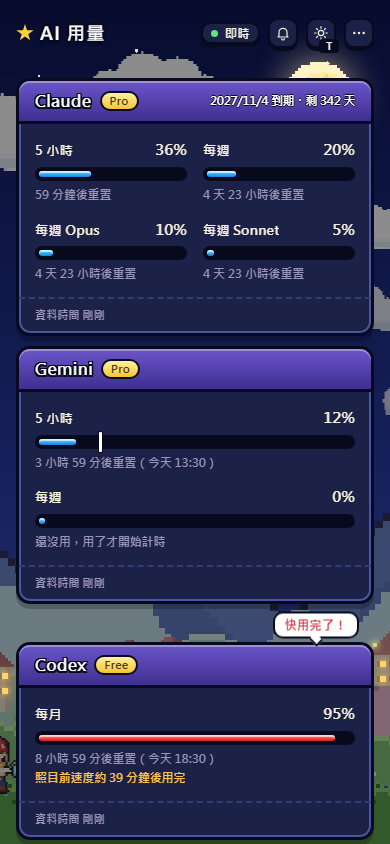 ★ AI 用量
即時
T
Claude Pro 2027/11/4 到期・剩 342 天
5 小時 36%
59 分鐘後重置
每週 20%
4 天 23 小時後重置
每週 Opus 10%
4 天 23 小時後重置
每週 Sonnet 5%
4 天 23 小時後重置
資料時間 剛剛
Gemini Pro
5 小時 12%
3 小時 59 分後重置 ( 今天 13:30 )
每週 0%
還沒用，用了才開始計時
資料時間 剛剛
快用完了！
Codex Free
每月 95%
8 小時 59 分後重置 ( 今天 18:30 )
照目前速度約 39 分鐘後用完
資料時間 剛剛